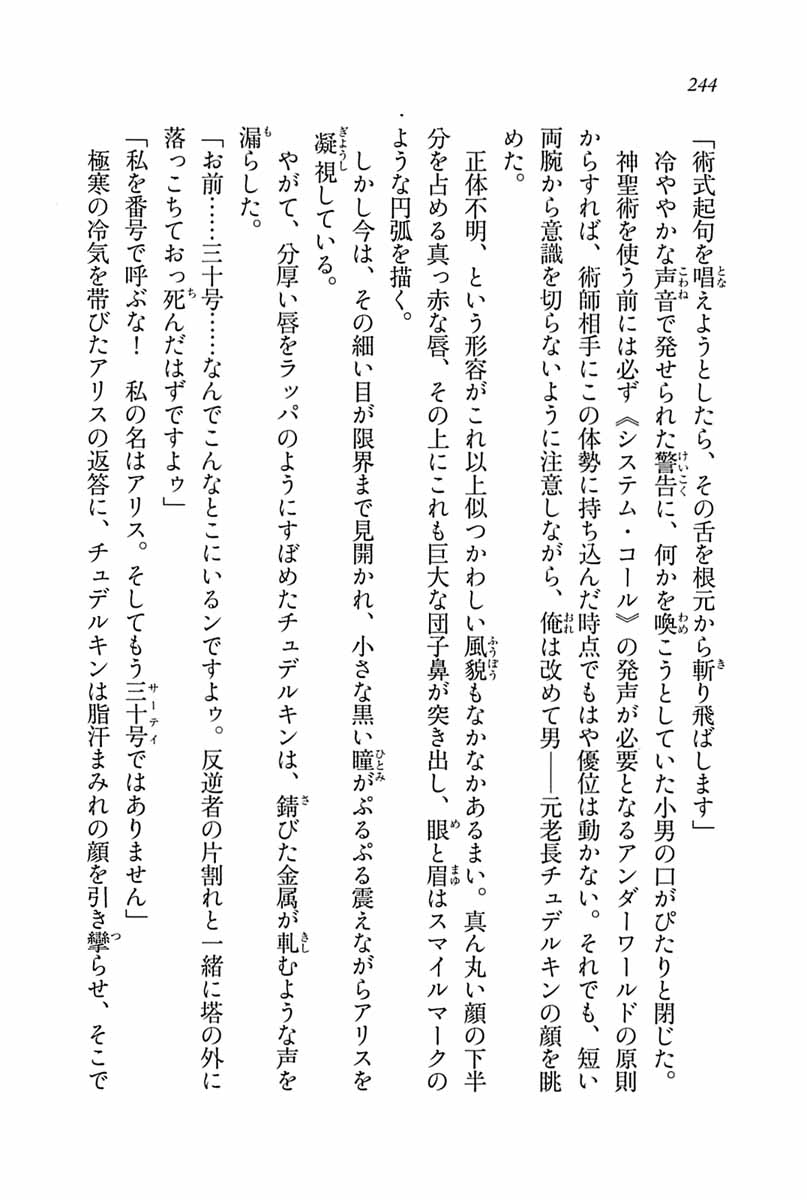 244
「術式起句を唱えようとしたら、その舌を根元から斬り飛ばします」
冷ややかな声音で発せられた警告に、何かを喚こうとしていた小男の口がぴたりと閉じた。
神聖術を使う前には必ず《システム・コール》の発声が必要となるアンダーワールドの原則
からすれば、術師相手にこの体勢に持ち込んだ時点でもはや優位は動かない。それでも、短い
両腕から意識を切らないように注意しながら、俺は改めて男――元老長チュデルキンの顔を眺
めた。
正体不明、という形容がこれ以上似つかわしい風貌もなかなかあるまい。真ん丸い顔の下半
分を占める真っ赤な唇、その上にこれも巨大な団子鼻が突き出し、眼と眉はスマイルマークの
ような円弧を描く。
しかし今は、その細い目が限界まで見開かれ、小さな黒い瞳がぷるぷる震えながらアリスを
凝視している。
やがて、分厚い唇をラッパのようにすぼめたチュデルキンは、錆びた金属が軋むような声を
漏らした。
「お前……三十号……なんでこんなとこにいるンですよゥ。反逆者の片割れと一緒に塔の外に
落っこちておっ死んだはずですよゥ」
「私を番号で呼ぶな！　私の名はアリス。そしてもう三十号ではありません」
極寒の冷気を帯びたアリスの返答に、チュデルキンは脂汗まみれの顔を引き攣らせ、そこで